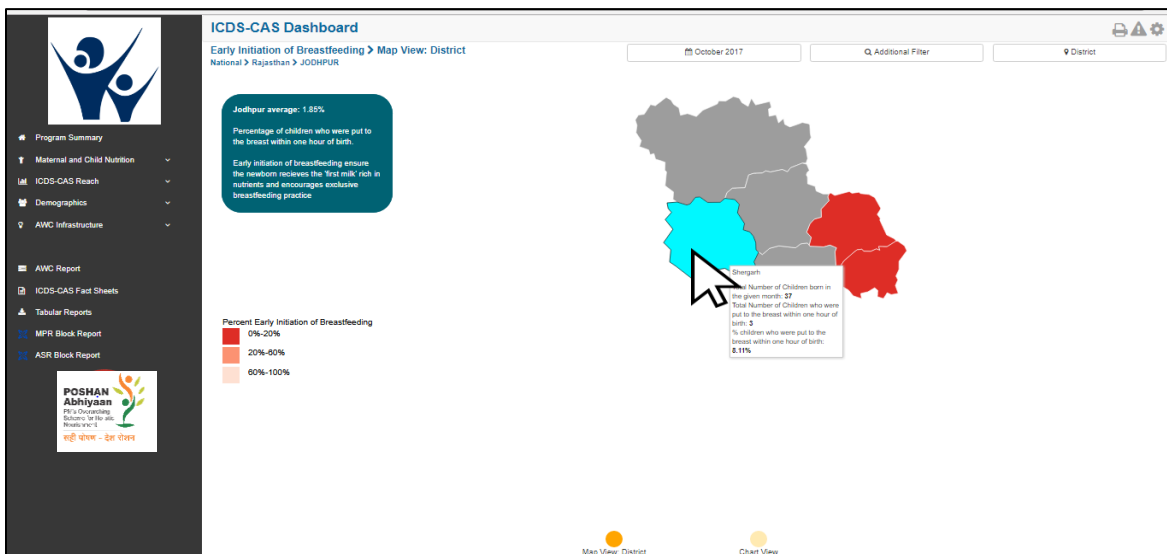 ICDS-CAS Dashboard
Early Initiation of Breastfeeding > Map View: District
National > Rajasthan > JODHPUR
October 2017
Additional Filter
District
Program Summary
Maternal and Child Nutrition
ICDS-CAS Reach
Demographics
AWC Infrastructure
AWC Report
ICDS-CAS Fact Sheets
Tabular Reports
MPR Block Report
ASR Block Report
POSHAN
Abhiyaan
PM's Overarching
Scheme for Holistic
Nourishment
सही पोषण - देश रोशन
Jodhpur average: 1.85%
Percentage of children who were put to
the breast within one hour of birth.
Early initiation of breastfeeding ensure
the newborn recieves the 'first milk' rich in
nutrients and encourages exclusive
breastfeeding practice
Shergarh
Total Number of Children born in
the given month: 37
Total Number of Children who were
put to the breast within one hour of
birth: 3
% children who were put to the
breast within one hour of birth:
8.11%
Percent Early Initiation of Breastfeeding
0%-20%
20%-60%
60%-100%
Map View: District
Chart View